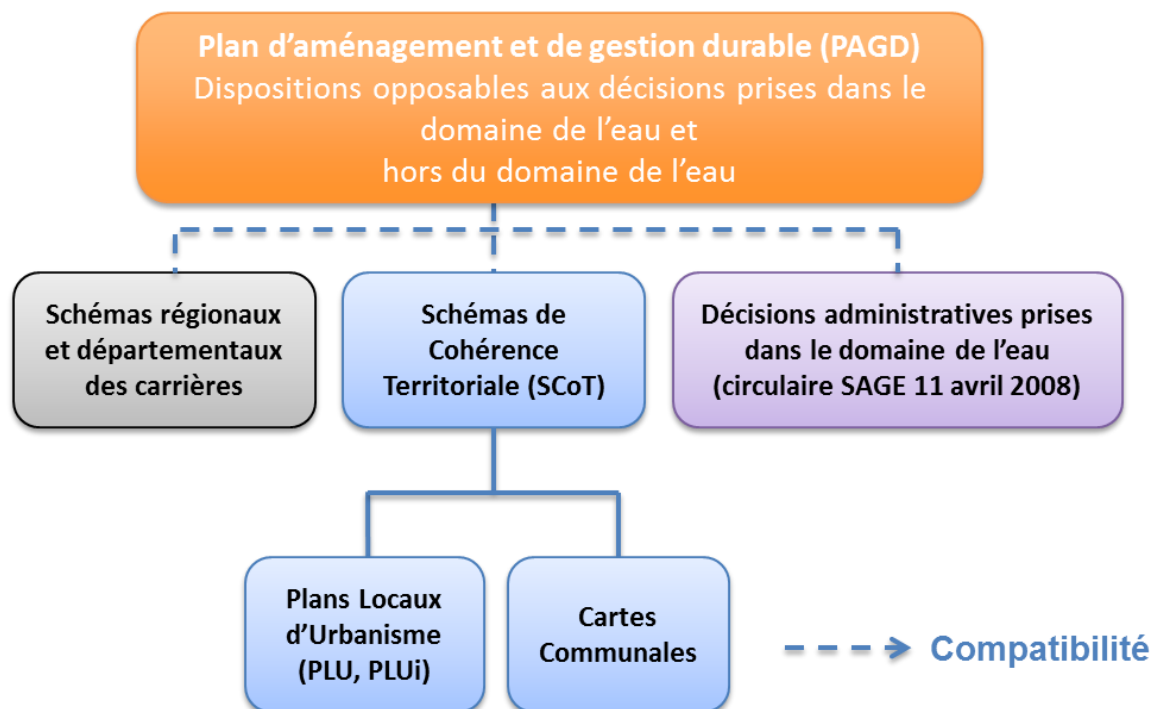 Plan d’aménagement et de gestion durable (PAGD)
Dispositions opposables aux décisions prises dans le
domaine de l’eau et
hors du domaine de l’eau
Schémas régionaux
et départementaux
des carrières
Schémas de
Cohérence
Territoriale (SCoT)
Décisions administratives prises
dans le domaine de l’eau
(circulaire SAGE 11 avril 2008)
Plans Locaux
d’Urbanisme
(PLU, PLUi)
Cartes
Communales
Compatibilité